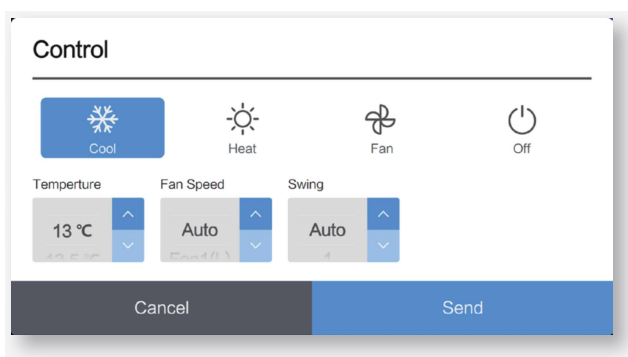 Control
Cool
Heat
Fan
Off
Temperture
Fan Speed
Swing
13 ℃
Auto
Auto
Cancel
Send